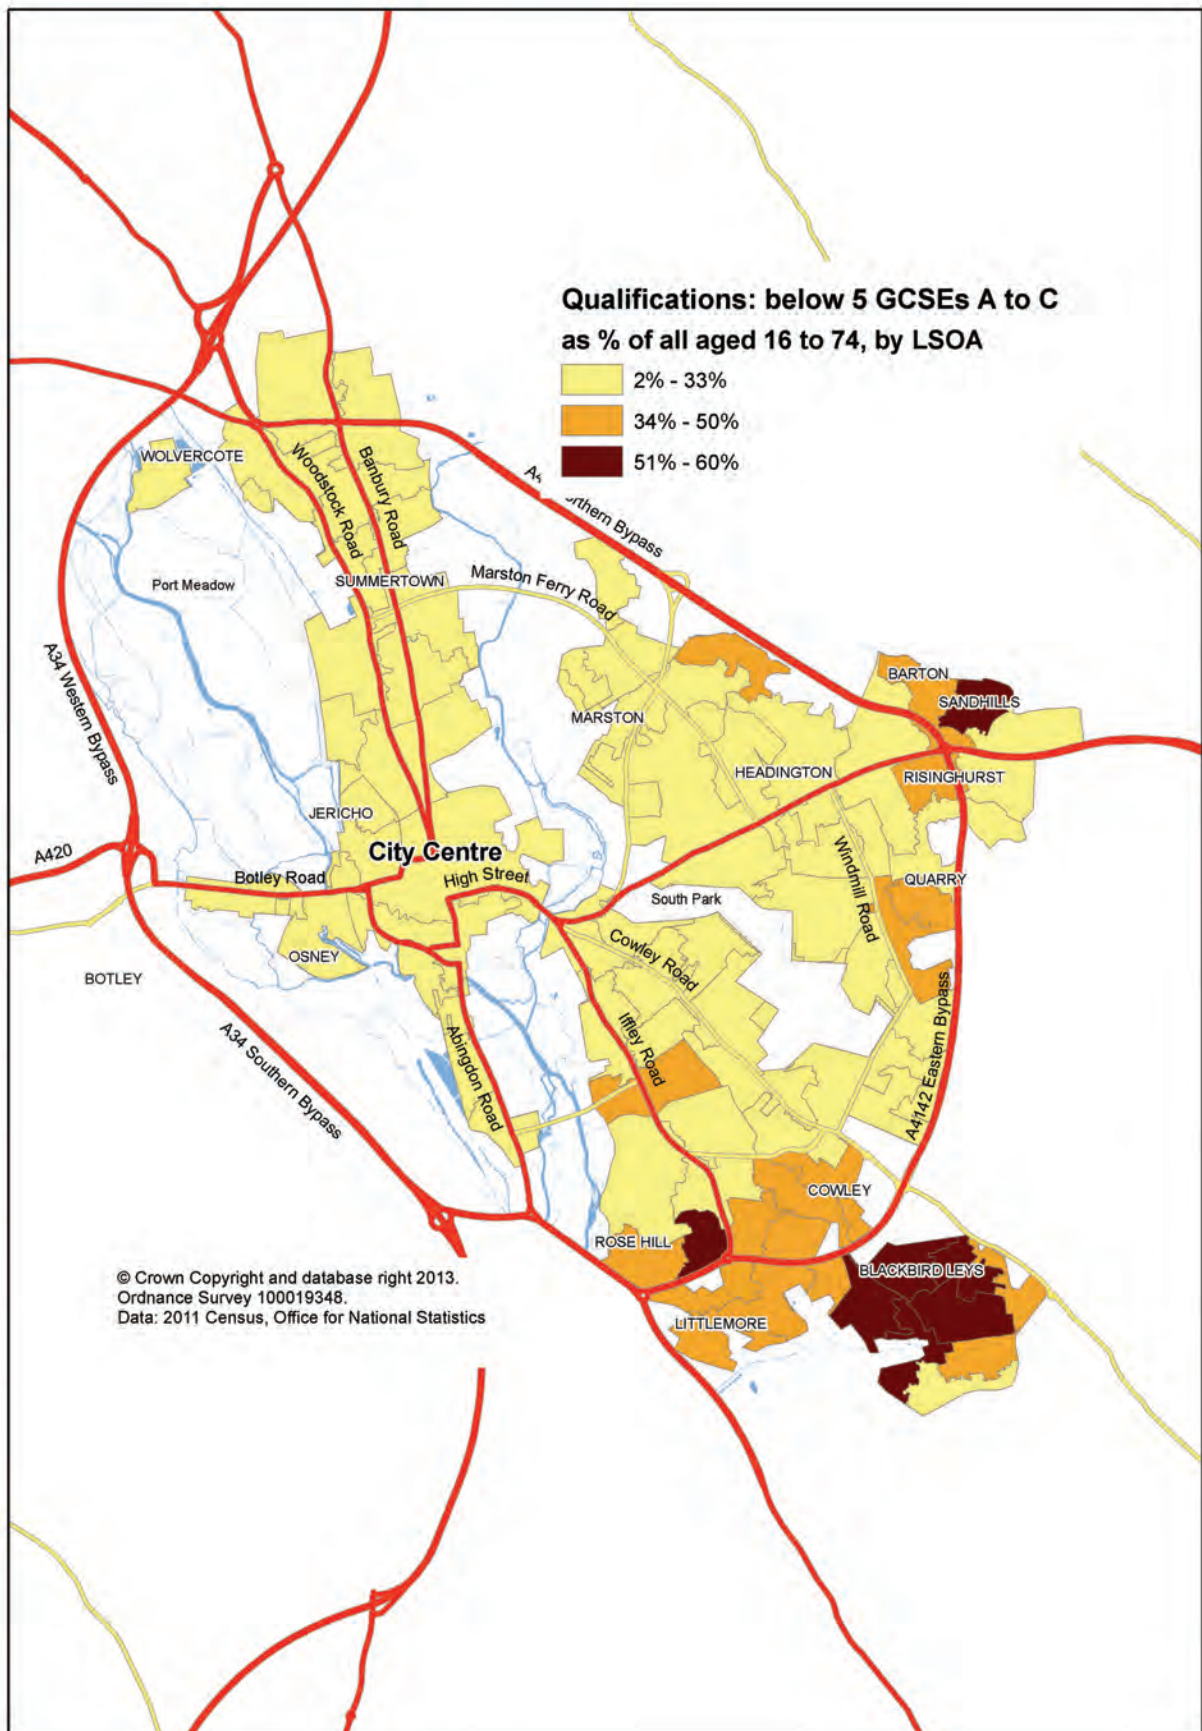 Qualifications: below 5 GCSEs A to C
as % of all aged 16 to 74, by LSOA
2% - 33%
34% - 50%
51% - 60%
WOLVERCOTE
Woodstock Road
Banbury Road
rthern Bypass
Port Meadow
SUMMERTOWN
Marston Ferry Road
A34 Western Bypass
BARTON
SANDHILLS
MARSTON
HEADINGTON
RISINGHURST
JERICHO
City Centre
A420
Botley Road
High Street
Windmill Road
QUARRY
South Park
OSNEY
Cowley Road
BOTLEY
A34 Southern Bypass
Abingdon Road
Iffley Road
A4142 Eastern Bypass
COWLEY
ROSE HILL
BLACKBIRD LEYS
LITTLEMORE
© Crown Copyright and database right 2013.
Ordnance Survey 100019348.
Data: 2011 Census, Office for National Statistics